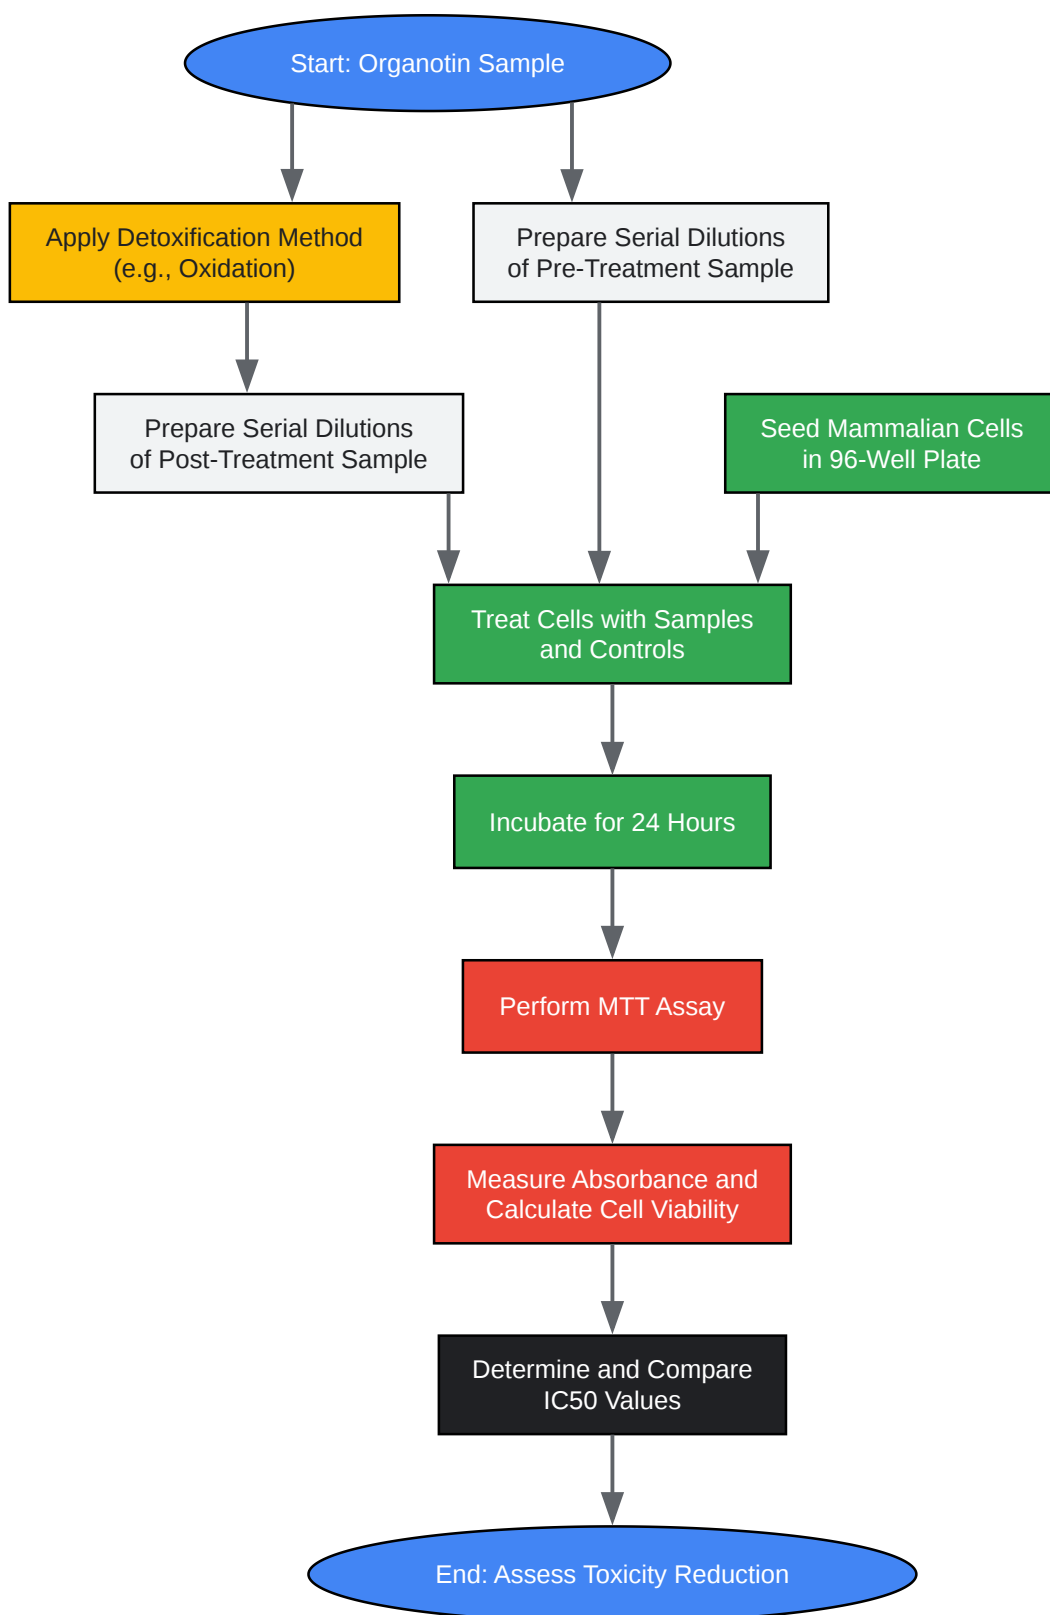 Start: Organotin Sample
Apply Detoxification Method
(e.g., Oxidation)
Prepare Serial Dilutions
of Pre-Treatment Sample
Prepare Serial Dilutions
of Post-Treatment Sample
Seed Mammalian Cells
in 96-Well Plate
Treat Cells with Samples
and Controls
Incubate for 24 Hours
Perform MTT Assay
Measure Absorbance and
Calculate Cell Viability
Determine and Compare
IC50 Values
End: Assess Toxicity Reduction